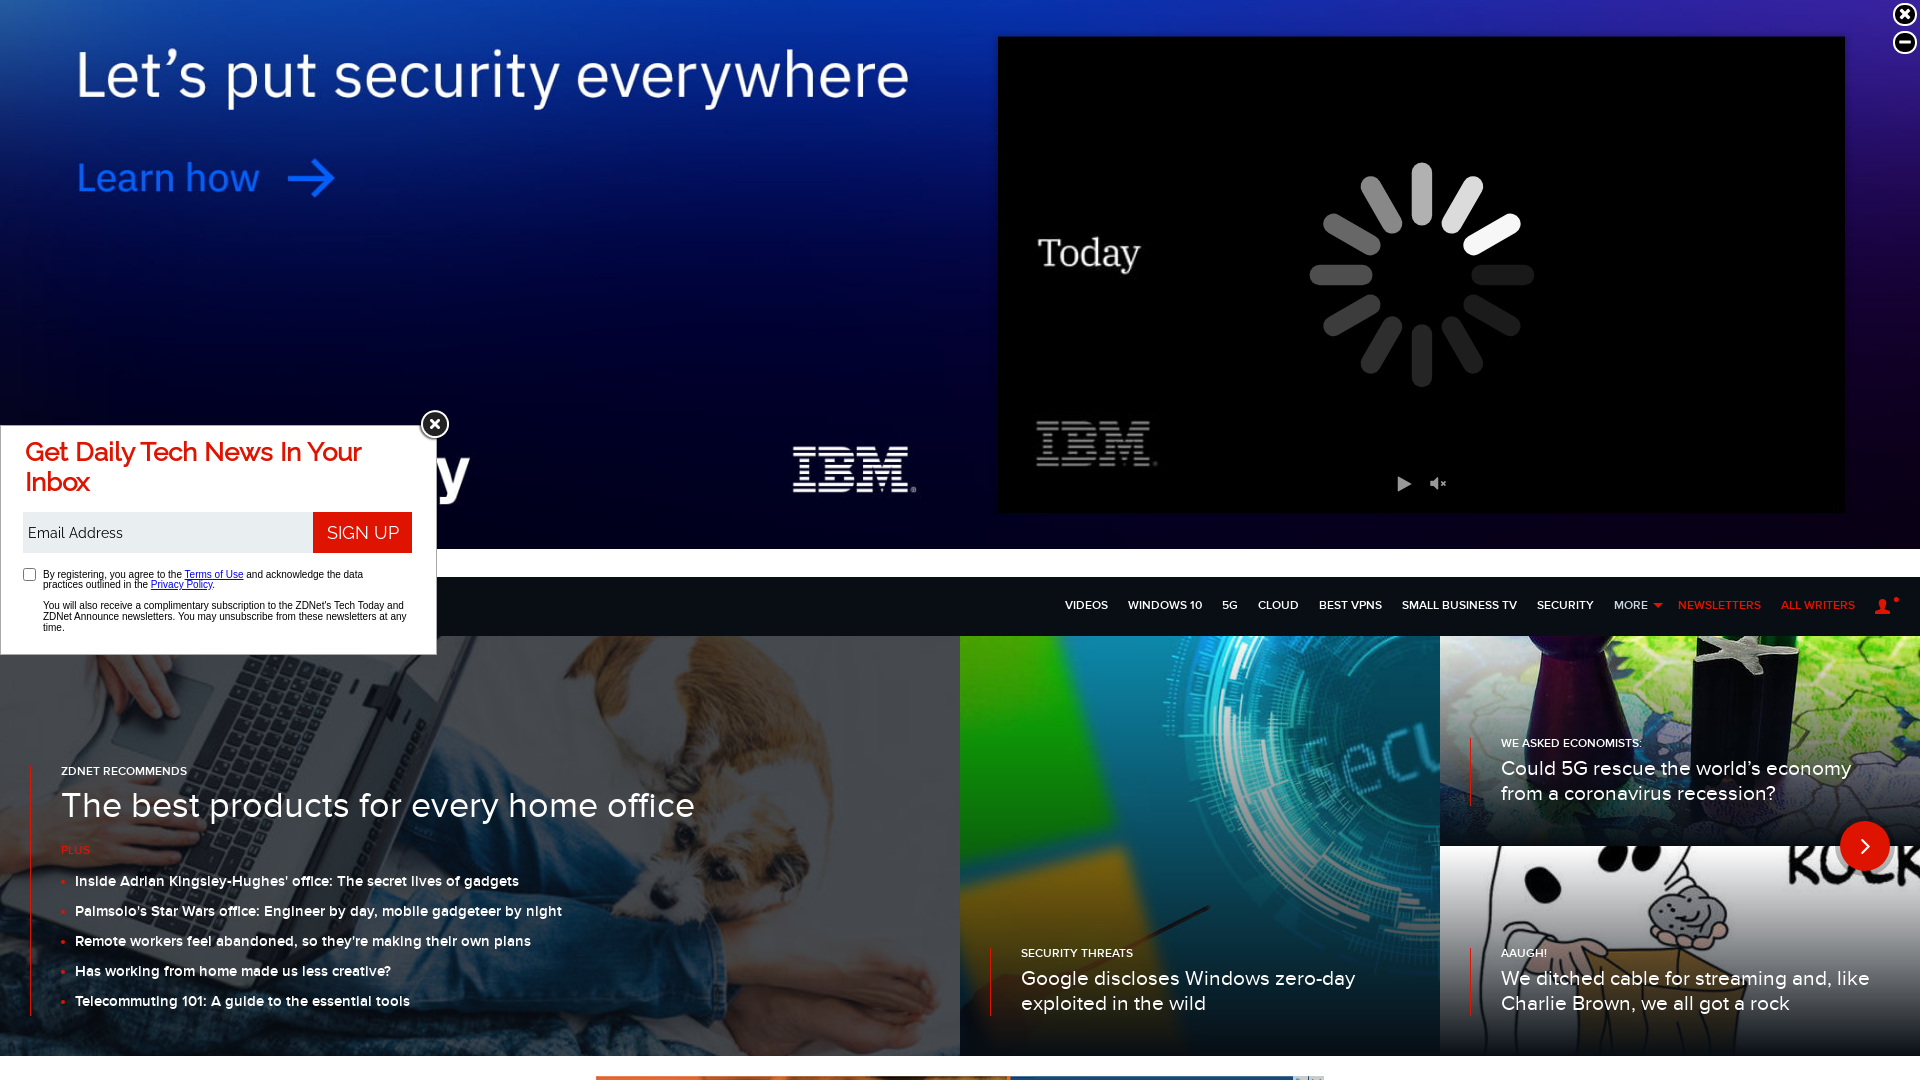 Let's put security everywhere
Learn how
Today
IBM
IBM
y
Get Daily Tech News In Your
Inbox
Email Address
SIGN UP
By registering, you agree to the Terms of Use and acknowledge the data
practices outlined in the Privacy Policy.
You will also receive a complimentary subscription to the ZDNet's Tech Today and
ZDNet Announce newsletters. You may unsubscribe from these newsletters at any
time.
VIDEOS WINDOWS 10 5G CLOUD BEST VPNS SMALL BUSINESS TV SECURITY MORE NEWSLETTERS ALL WRITERS
ZDNET RECOMMENDS
The best products for every home office
PLUS
Inside Adrian Kingsley-Hughes' office: The secret lives of gadgets
Palmsolo's Star Wars office: Engineer by day, mobile gadgeteer by night
Remote workers feel abandoned, so they're making their own plans
Has working from home made us less creative?
Telecommuting 101: A guide to the essential tools
Secu
SECURITY THREATS
Google discloses Windows zero-day
exploited in the wild
WE ASKED ECONOMISTS:
Could 5G rescue the world’s economy
from a coronavirus recession?
ROCK
AAUGH!
We ditched cable for streaming and, like
Charlie Brown, we all got a rock